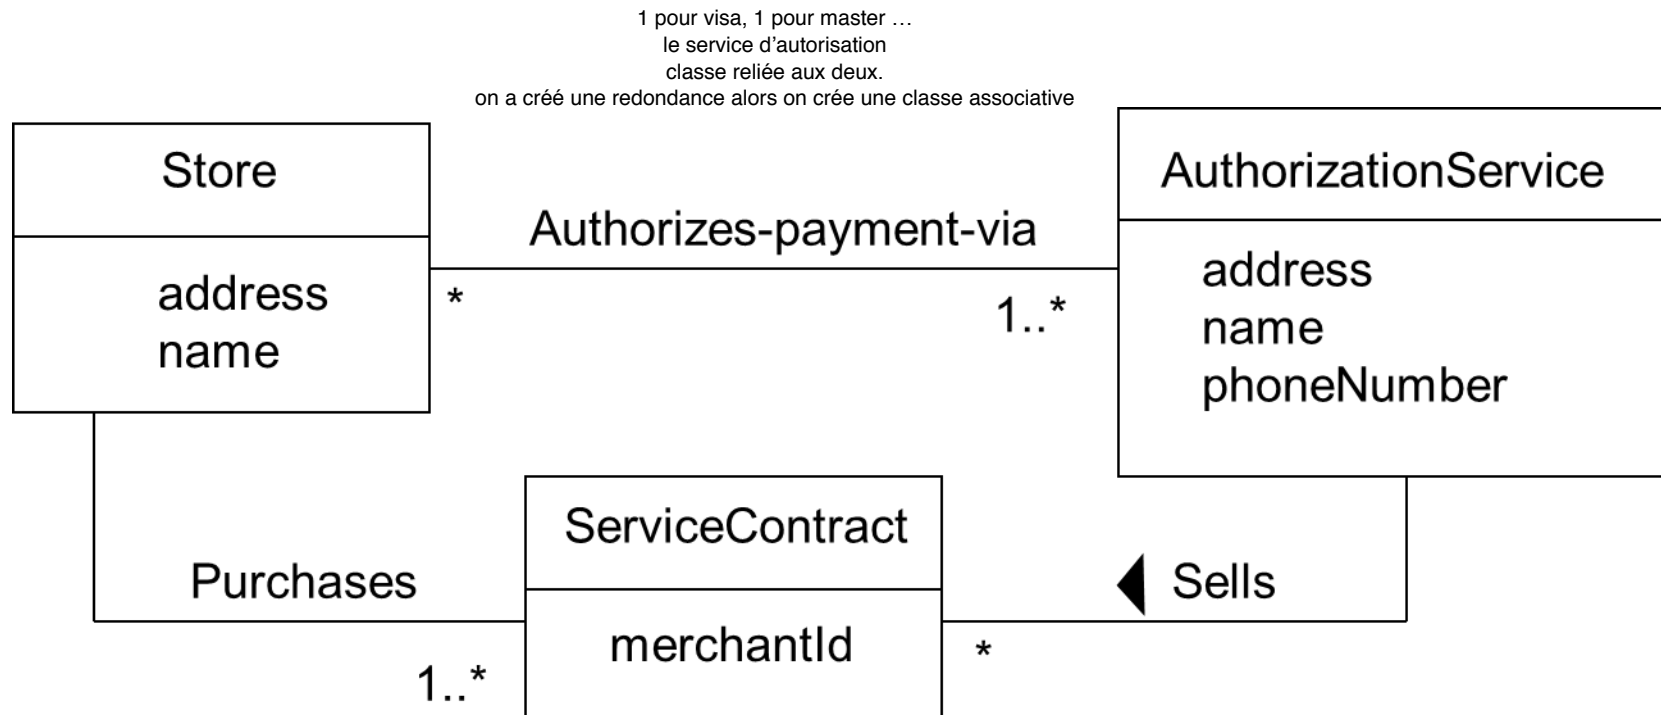 1 pour visa, 1 pour master …
le service d’autorisation
classe reliée aux deux.
on a créé une redondance alors on crée une classe associative
Store
address
name
Authorizes-payment-via
*
1..*
AuthorizationService
address
name
phoneNumber
Purchases
1..*
ServiceContract
merchantId
Sells
*